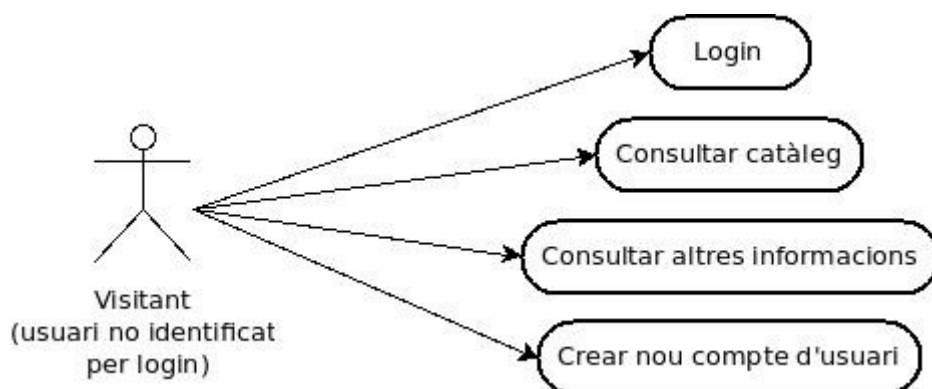 Login
Consultar catàleg
Consultar altres informacions
Crear nou compte d'usuari
Visitant
(usuari no identificat
per login)